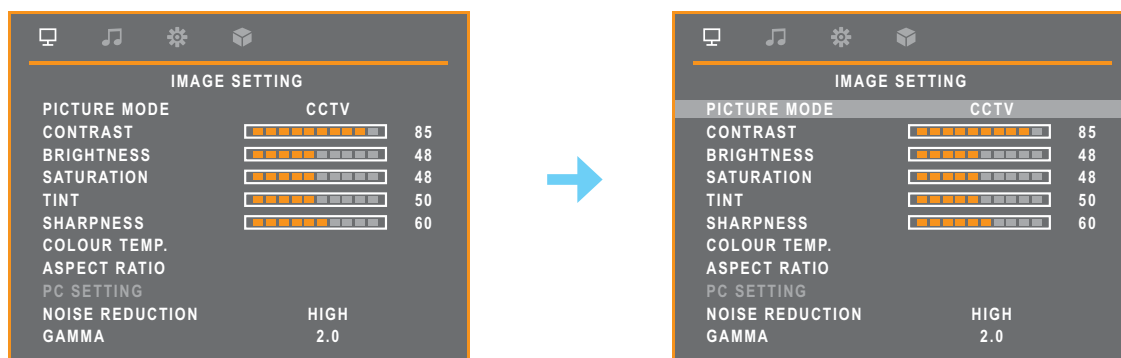 IMAGE SETTING
PICTURE MODE CCTV
CONTRAST 85
BRIGHTNESS 48
SATURATION 48
TINT 50
SHARPNESS 60
COLOUR TEMP.
ASPECT RATIO
PC SETTING
NOISE REDUCTION HIGH
GAMMA 2.0
IMAGE SETTING
PICTURE MODE CCTV
CONTRAST 85
BRIGHTNESS 48
SATURATION 48
TINT 50
SHARPNESS 60
COLOUR TEMP.
ASPECT RATIO
PC SETTING
NOISE REDUCTION HIGH
GAMMA 2.0